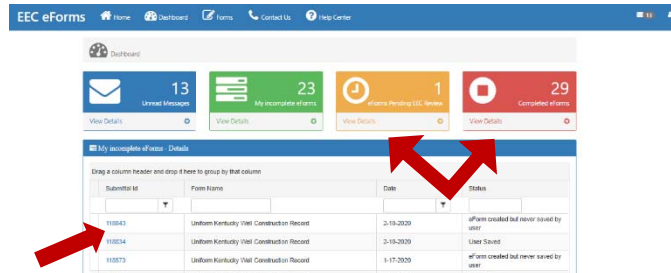 EEC eForms Home Dashboard Forms Contact Us Help Center 13
Dashboard
13
Unread Messages
View Details
23
My incomplete eForms
View Details
1
eForms Pending EEC Review
View Details
29
Completed eForms
View Details
My incomplete eForms - Details
Drag a column header and drop it here to group by that column
Submittal Id Form Name Date Status
118843 Uniform Kentucky Well Construction Record 2-19-2020 eForm created but never saved by
user
118834 Uniform Kentucky Well Construction Record 2-19-2020 User Saved
118573 Uniform Kentucky Well Construction Record 1-17-2020 eForm created but never saved by
user